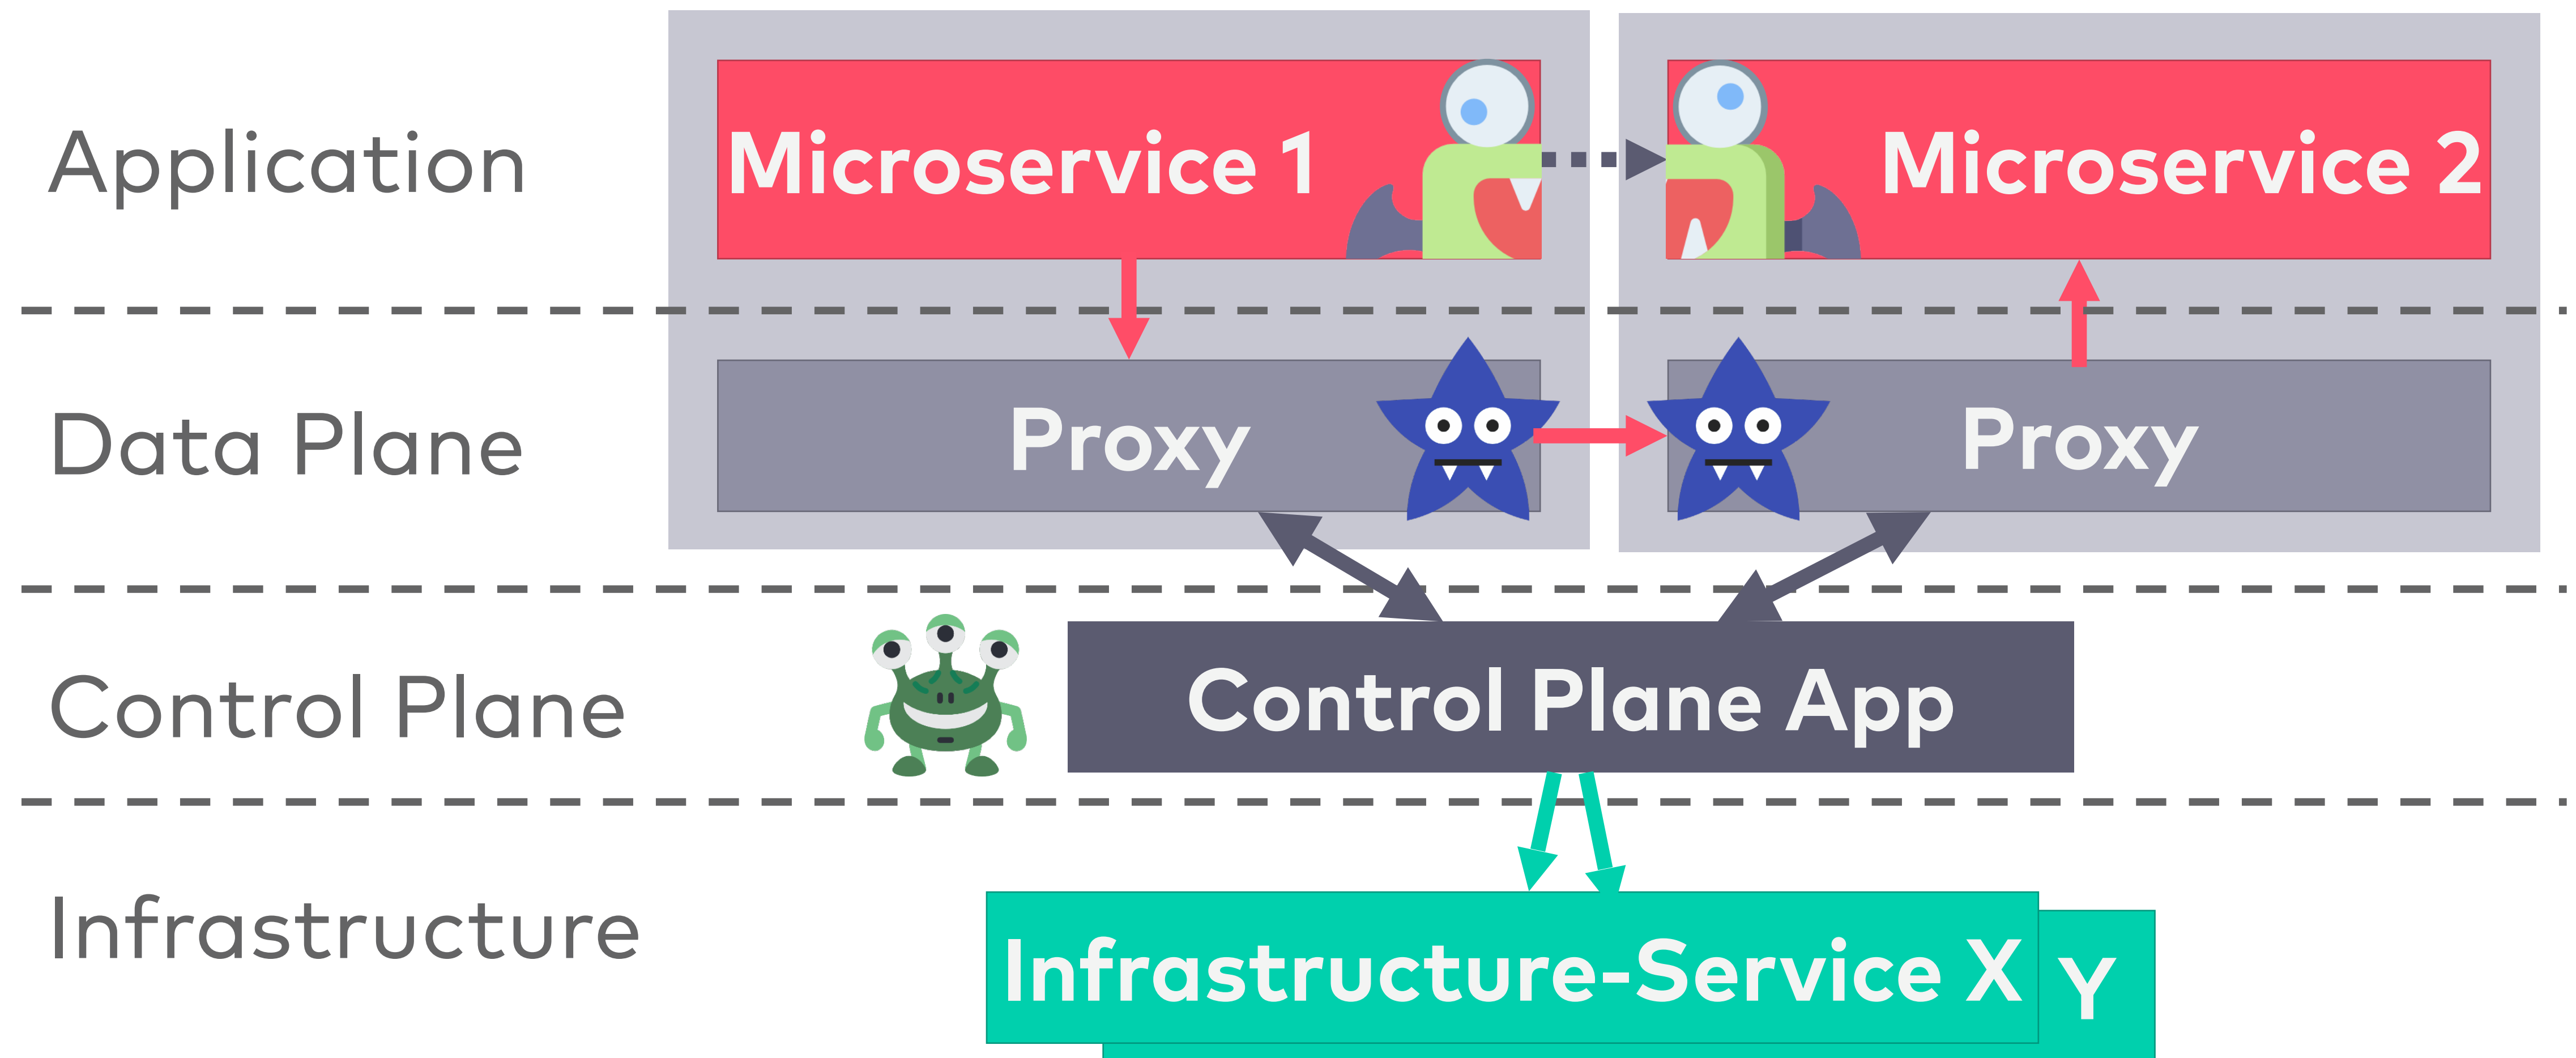 Application
Microservice 1
Microservice 2
Data Plane
Proxy
Proxy
Control Plane
Control Plane App
Infrastructure
Infrastructure-Service X
Y